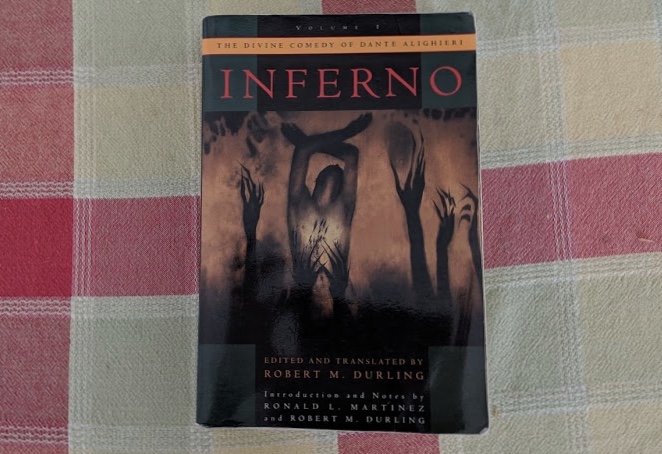 VOLUME 1
THE DIVINE COMEDY OF DANTE ALIGHIERI
INFERNO
EDITED AND TRANSLATED BY
ROBERT M. DURLING
Introduction and Notes by
RONALD L. MARTINEZ
and ROBERT M. DURLING